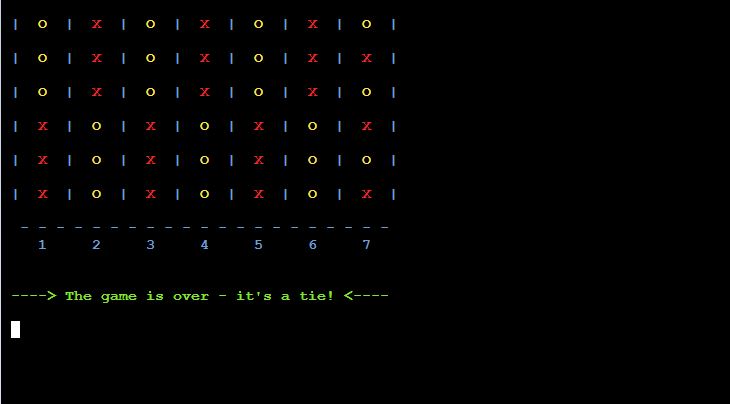 | o | x | o | x | o | x | o |
| o | x | o | x | o | x | x |
| o | x | o | x | o | x | o |
| x | o | x | o | x | o | x |
| x | o | x | o | x | o | o |
| x | o | x | o | x | o | x |
- - - - - - - - - - - - - - - - - - - - -
1 2 3 4 5 6 7
----> The game is over - it's a tie! <----